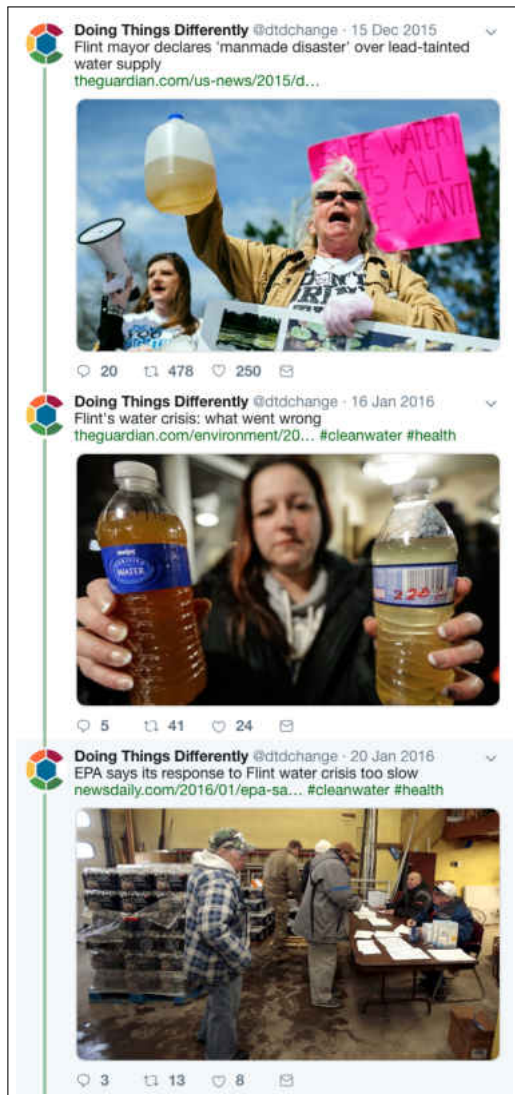 Doing Things Differently @dtdchange · 15 Dec 2015
Flint mayor declares 'manmade disaster' over lead-tainted
water supply
theguardian.com/us-news/2015/d...
WATER!
ALL
WANT!
20 478 250
Doing Things Differently @dtdchange · 16 Jan 2016
Flint's water crisis: what went wrong
theguardian.com/environment/20... #cleanwater #health
WATER
220
5 41 24
Doing Things Differently @dtdchange · 20 Jan 2016
EPA says its response to Flint water crisis too slow
newsdaily.com/2016/01/epa-sa... #cleanwater #health
3 13 8